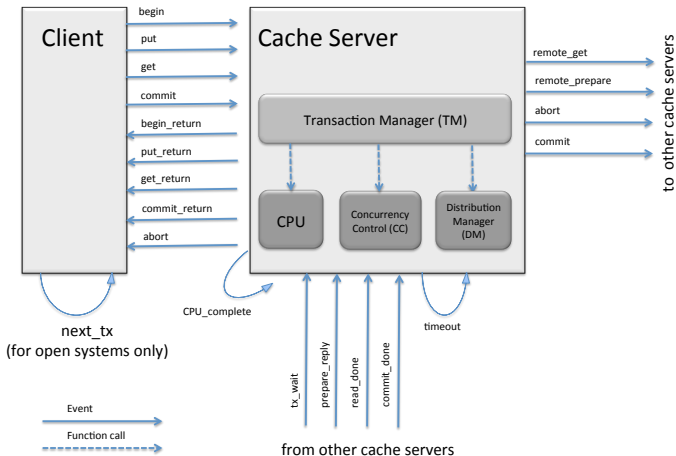 Client
begin
put
get
commit
begin_return
put_return
get_return
commit_return
abort
next_tx
(for open systems only)
Cache Server
Transaction Manager (TM)
CPU
Concurrency
Control (CC)
Distribution
Manager
(DM)
CPU_complete
timeout
remote_get
remote_prepare
abort
commit
to other cache servers
tx_wait
prepare_reply
read_done
commit_done
from other cache servers
Event
Function call